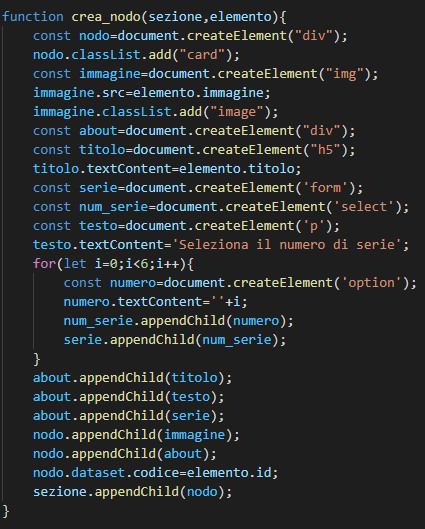 function crea_nodo(sezione,elemento){
    const nodo=document.createElement("div");
    nodo.classList.add("card");
    const immagine=document.createElement("img");
    immagine.src=elemento.immagine;
    immagine.classList.add("image");
    const about=document.createElement("div");
    const titolo=document.createElement("h5");
    titolo.textContent=elemento.titolo;
    const serie=document.createElement('form');
    const num_serie=document.createElement('select');
    const testo=document.createElement('p');
    testo.textContent='Seleziona il numero di serie';
    for(let i=0;i<6;i++){
        const numero=document.createElement('option');
        numero.textContent=''+i;
        num_serie.appendChild(numero);
        serie.appendChild(num_serie);
    }
    about.appendChild(titolo);
    about.appendChild(testo);
    about.appendChild(serie);
    nodo.appendChild(immagine);
    nodo.appendChild(about);
    nodo.dataset.codice=elemento.id;
    sezione.appendChild(nodo);
}